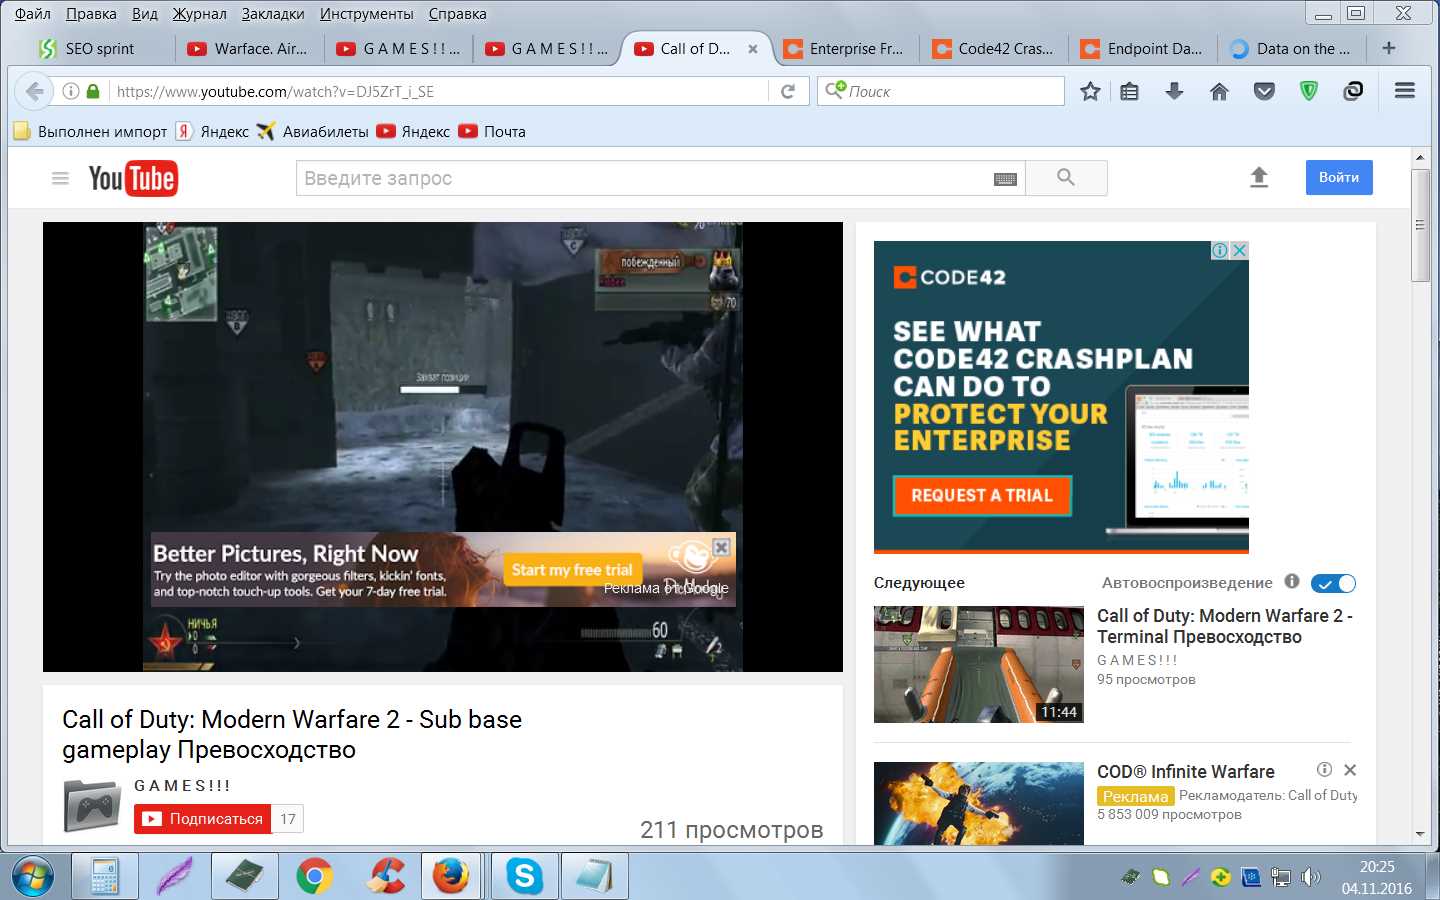 Файл Правка Вид Журнал Закладки Инструменты Справка
SEO sprint
Warface. Air...
G A M E S ! ! ...
G A M E S ! ! ...
Call of D...
Enterprise Fr...
Code42 Cras...
Endpoint Da...
Data on the ...
https://www.youtube.com/watch?v=DJ5ZrT_i_SE
Поиск
Выполнен импорт Яндекс Авиабилеты Яндекс Почта
YouTube
Введите запрос
Войти
побежденный
70
C
B
A
Захват позиции
Better Pictures, Right Now
Try the photo editor with gorgeous filters, kickin' fonts,
and top-notch touch-up tools. Get your 7-day free trial.
Start my free trial
Реклама от Google
НИЧЬЯ
0
0
60
2
Call of Duty: Modern Warfare 2 - Sub base
gameplay Превосходство
G A M E S ! ! !
Подписаться 17
211 просмотров
CODE42
SEE WHAT
CODE42 CRASHPLAN
CAN DO TO
PROTECT YOUR
ENTERPRISE
REQUEST A TRIAL
Следующее Автовоспроизведение
Call of Duty: Modern Warfare 2 -
Terminal Превосходство
G A M E S ! ! !
95 просмотров
11:44
COD® Infinite Warfare
Реклама Рекламодатель: Call of Duty
5 853 009 просмотров
20:25
04.11.2016